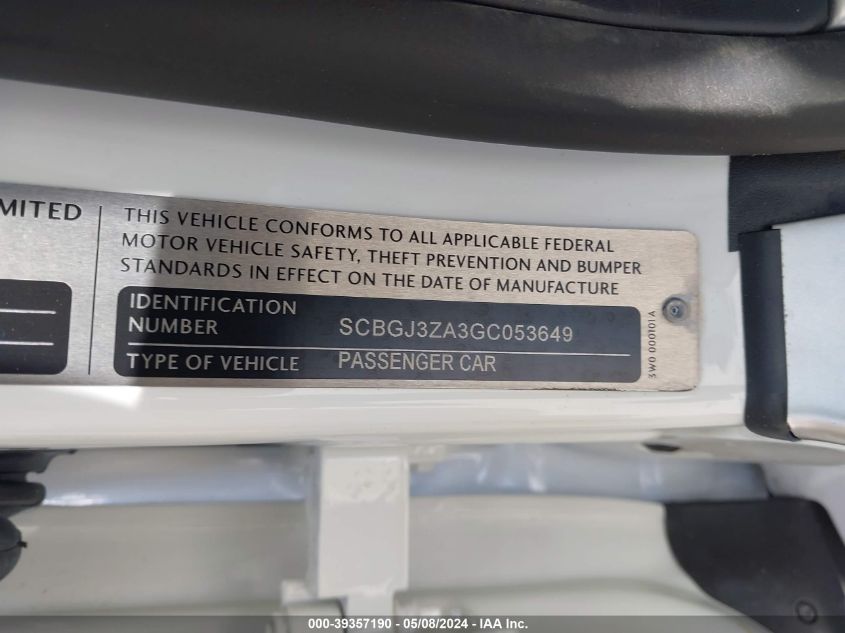 MITED
THIS VEHICLE CONFORMS TO ALL APPLICABLE FEDERAL
MOTOR VEHICLE SAFETY, THEFT PREVENTION AND BUMPER
STANDARDS IN EFFECT ON THE DATE OF MANUFACTURE
IDENTIFICATION
NUMBER
SCBGJ3ZA3GC053649
TYPE OF VEHICLE
PASSENGER CAR
3W0 000101 A
000-39357190 - 05/08/2024 - IAA Inc.